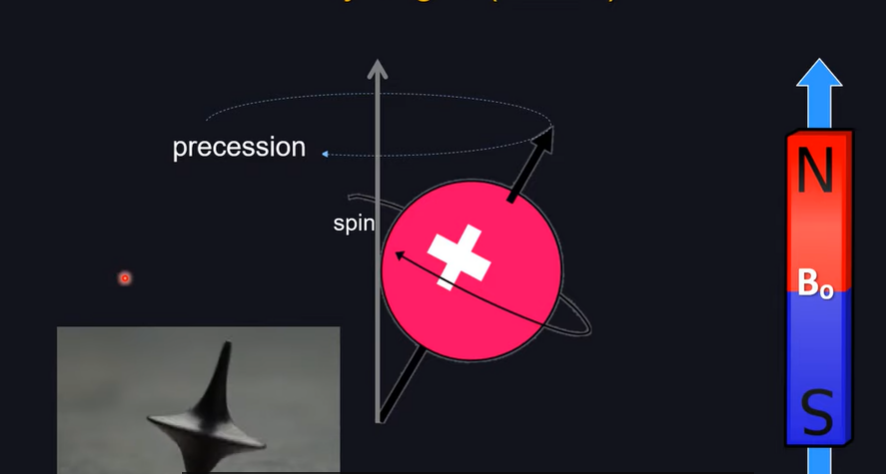 precession
spin
N
B₀
S